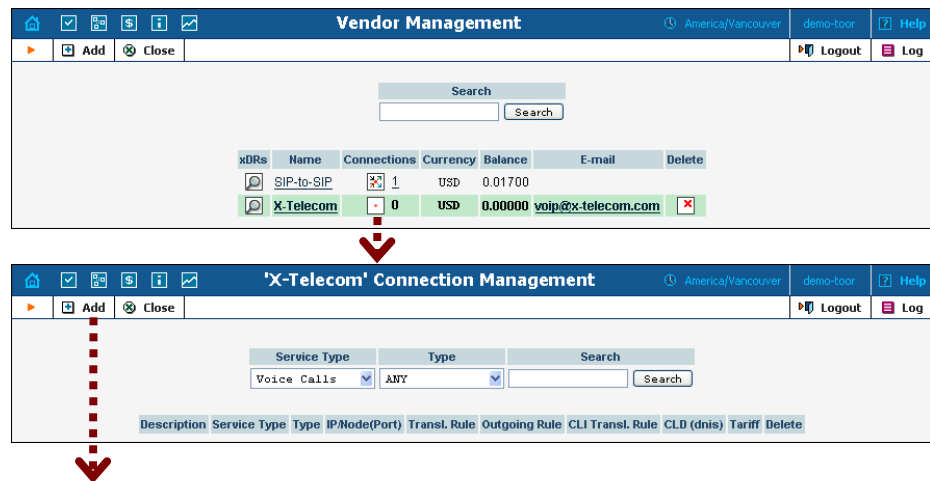 Vendor Management America/Vancouver demo-toor ? Help
Add Close Logout Log
Search
Search
xDRs Name Connections Currency Balance E-mail Delete
SIP-to-SIP 1 USD 0.01700
X-Telecom 0 USD 0.00000 voip@x-telecom.com
'X-Telecom' Connection Management America/Vancouver demo-toor ? Help
Add Close Logout Log
Service Type Type Search
Voice Calls ANY Search
Description Service Type Type IP/Node(Port) Transl. Rule Outgoing Rule CLI Transl. Rule CLD (dnis) Tariff Delete